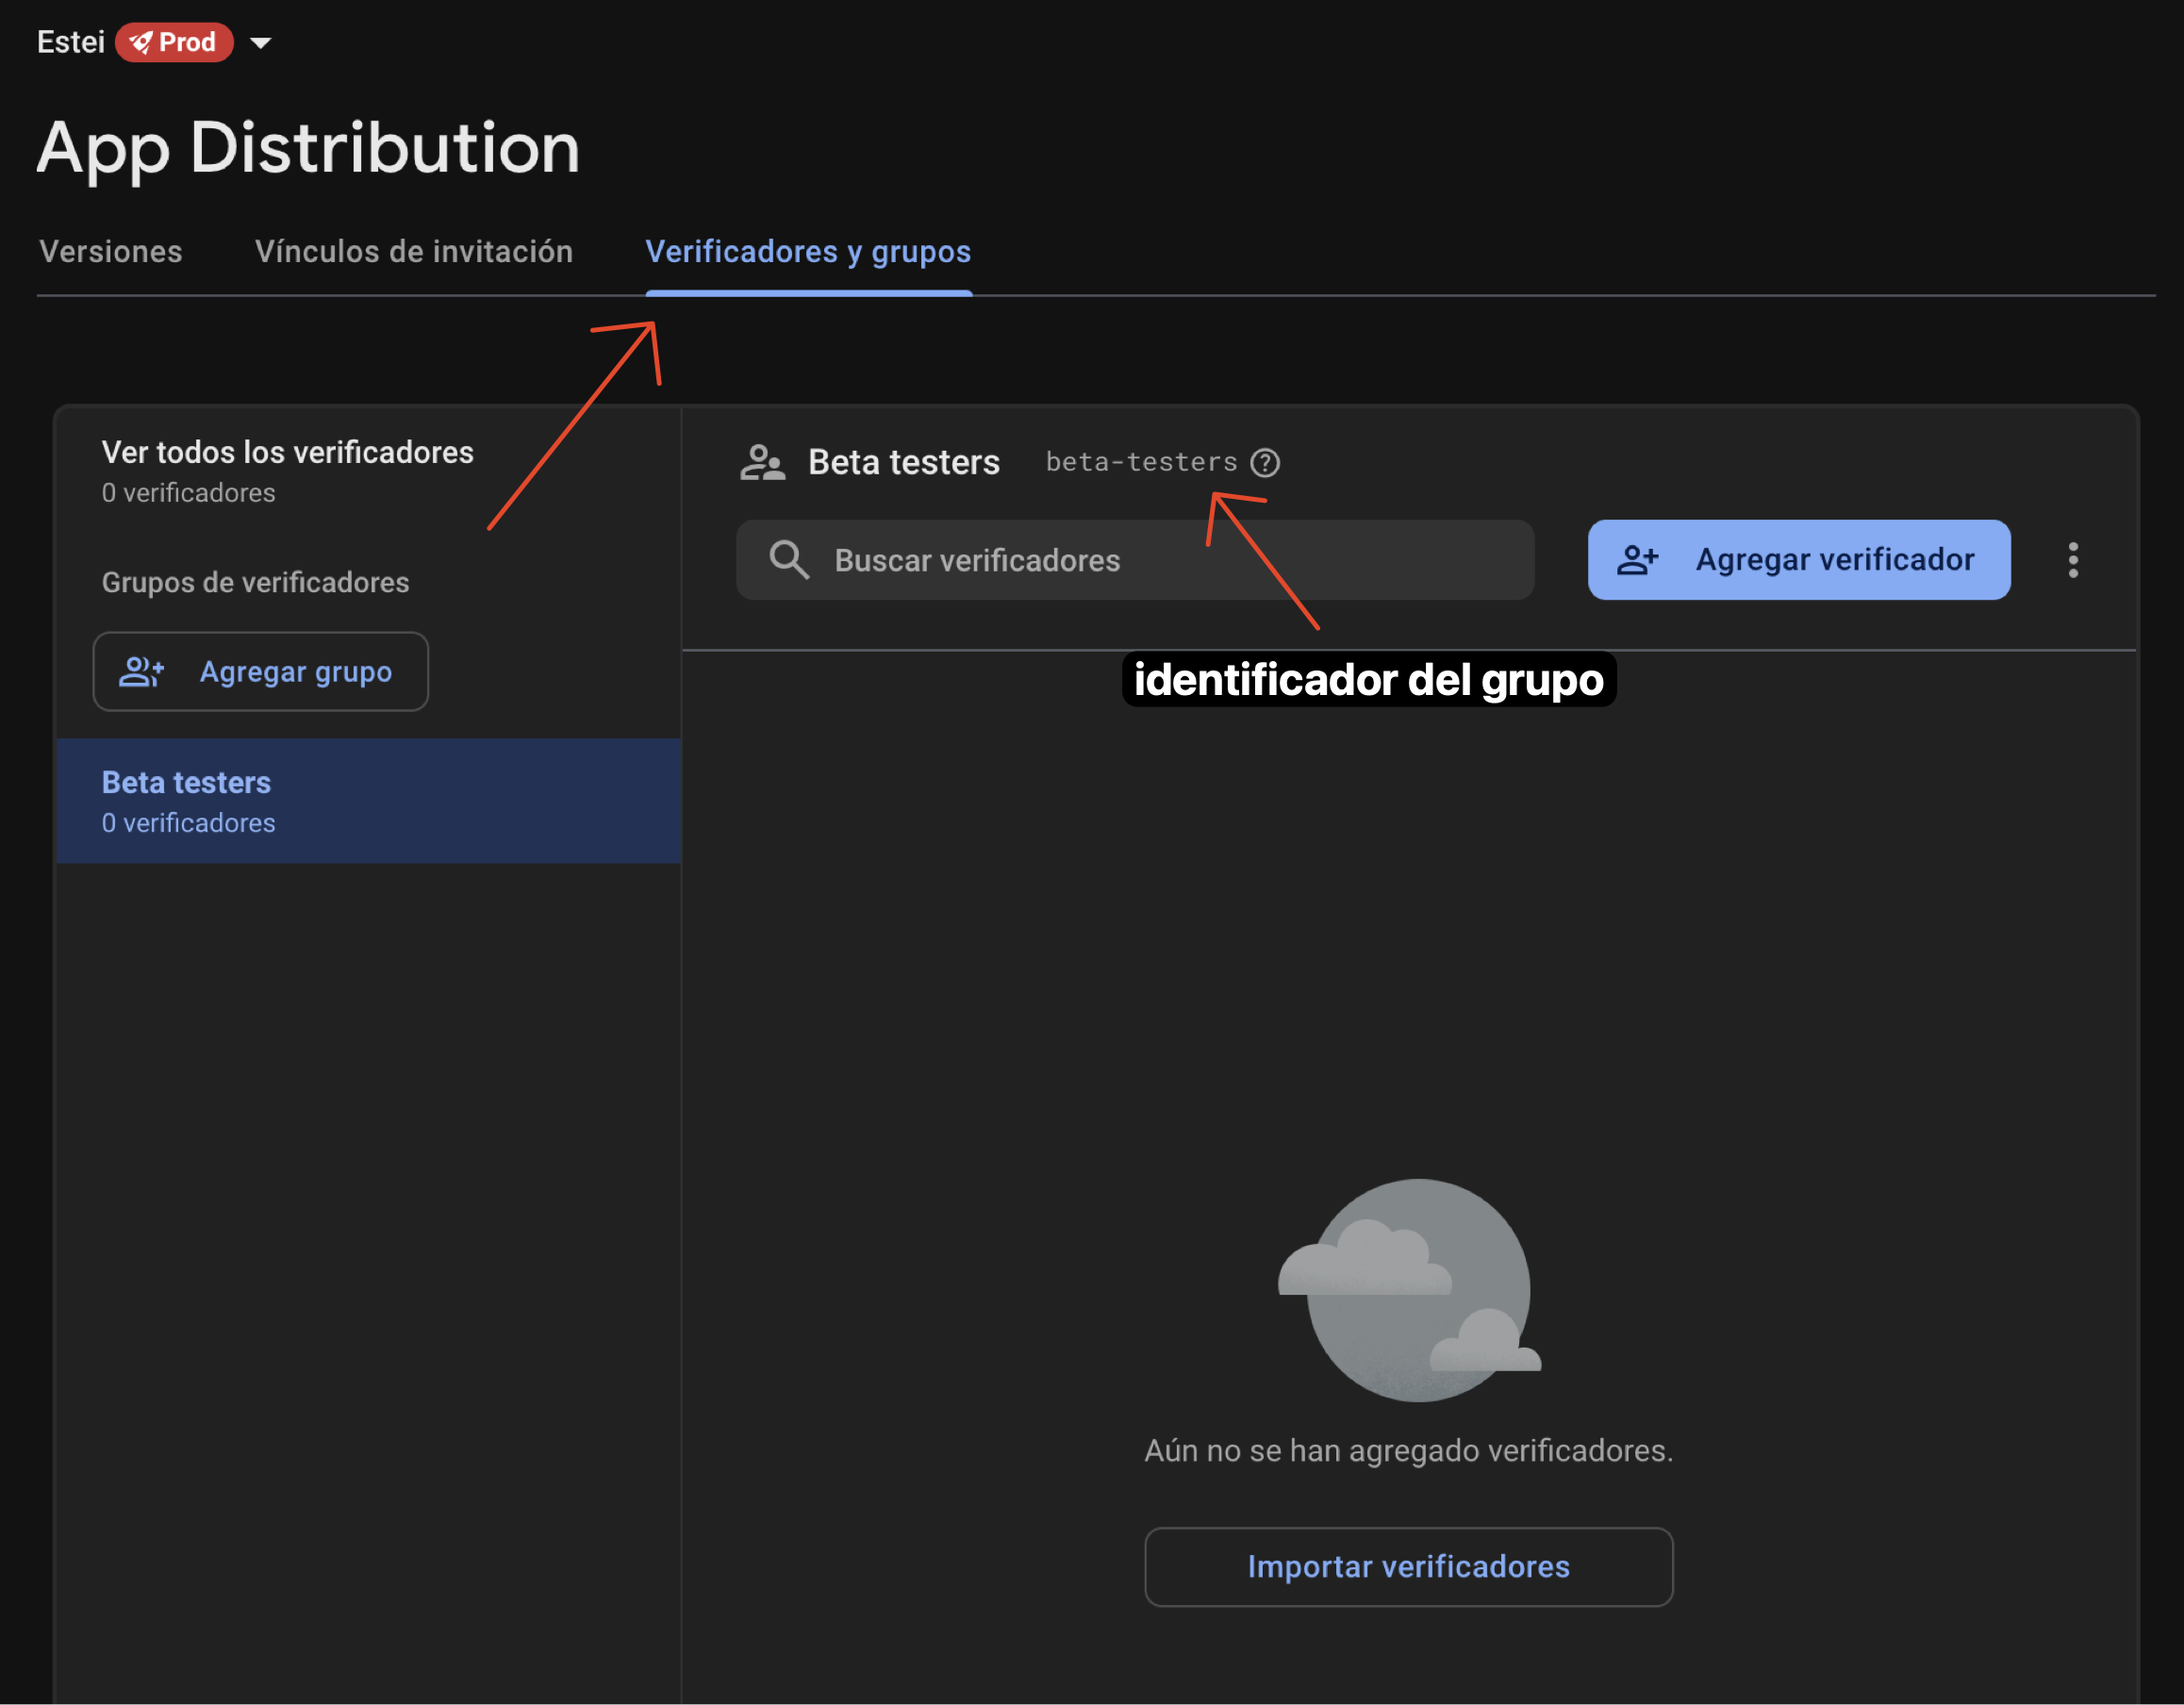 Estei Prod
App Distribution
Versiones Vínculos de invitación Verificadores y grupos
Ver todos los verificadores
0 verificadores
Grupos de verificadores
Agregar grupo
Beta testers
0 verificadores
Beta testers beta-testers
Buscar verificadores
Agregar verificador
identificador del grupo
Aún no se han agregado verificadores.
Importar verificadores